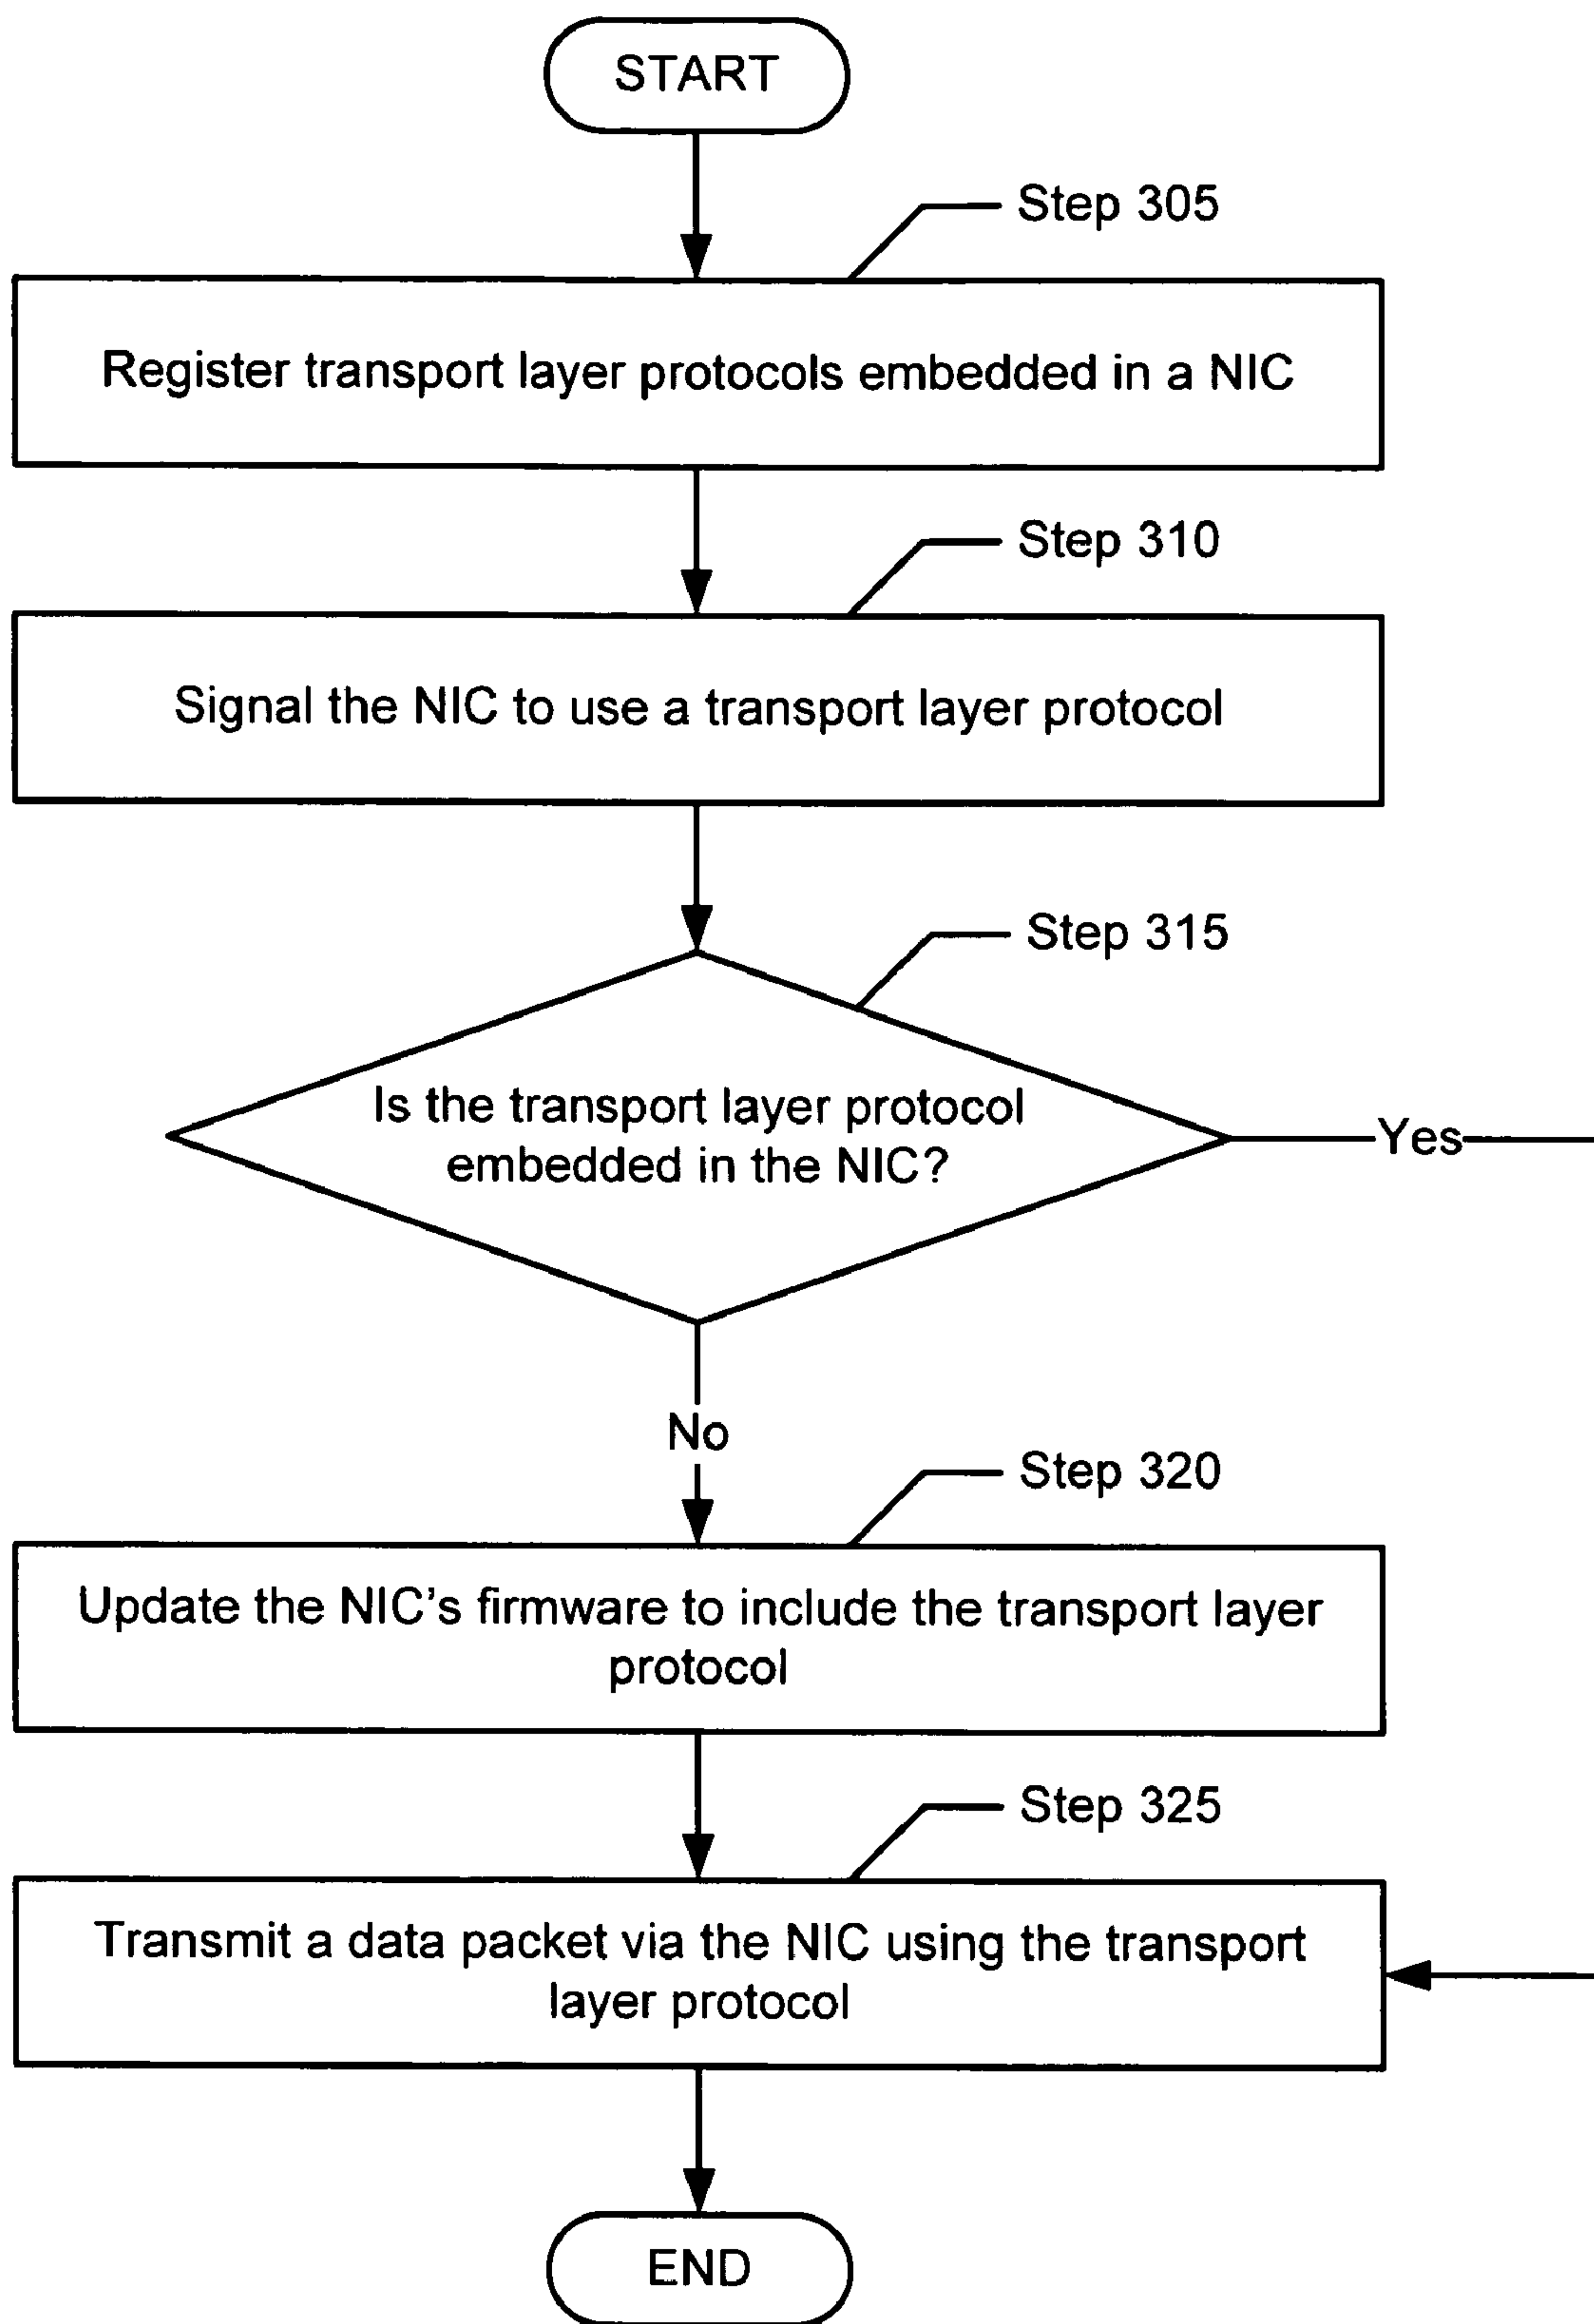 START
Step 305
Register transport layer protocols embedded in a NIC
Step 310
Signal the NIC to use a transport layer protocol
Step 315
Is the transport layer protocol
embedded in the NIC?
Yes
No
Step 320
Update the NIC's firmware to include the transport layer
protocol
Step 325
Transmit a data packet via the NIC using the transport
layer protocol
END